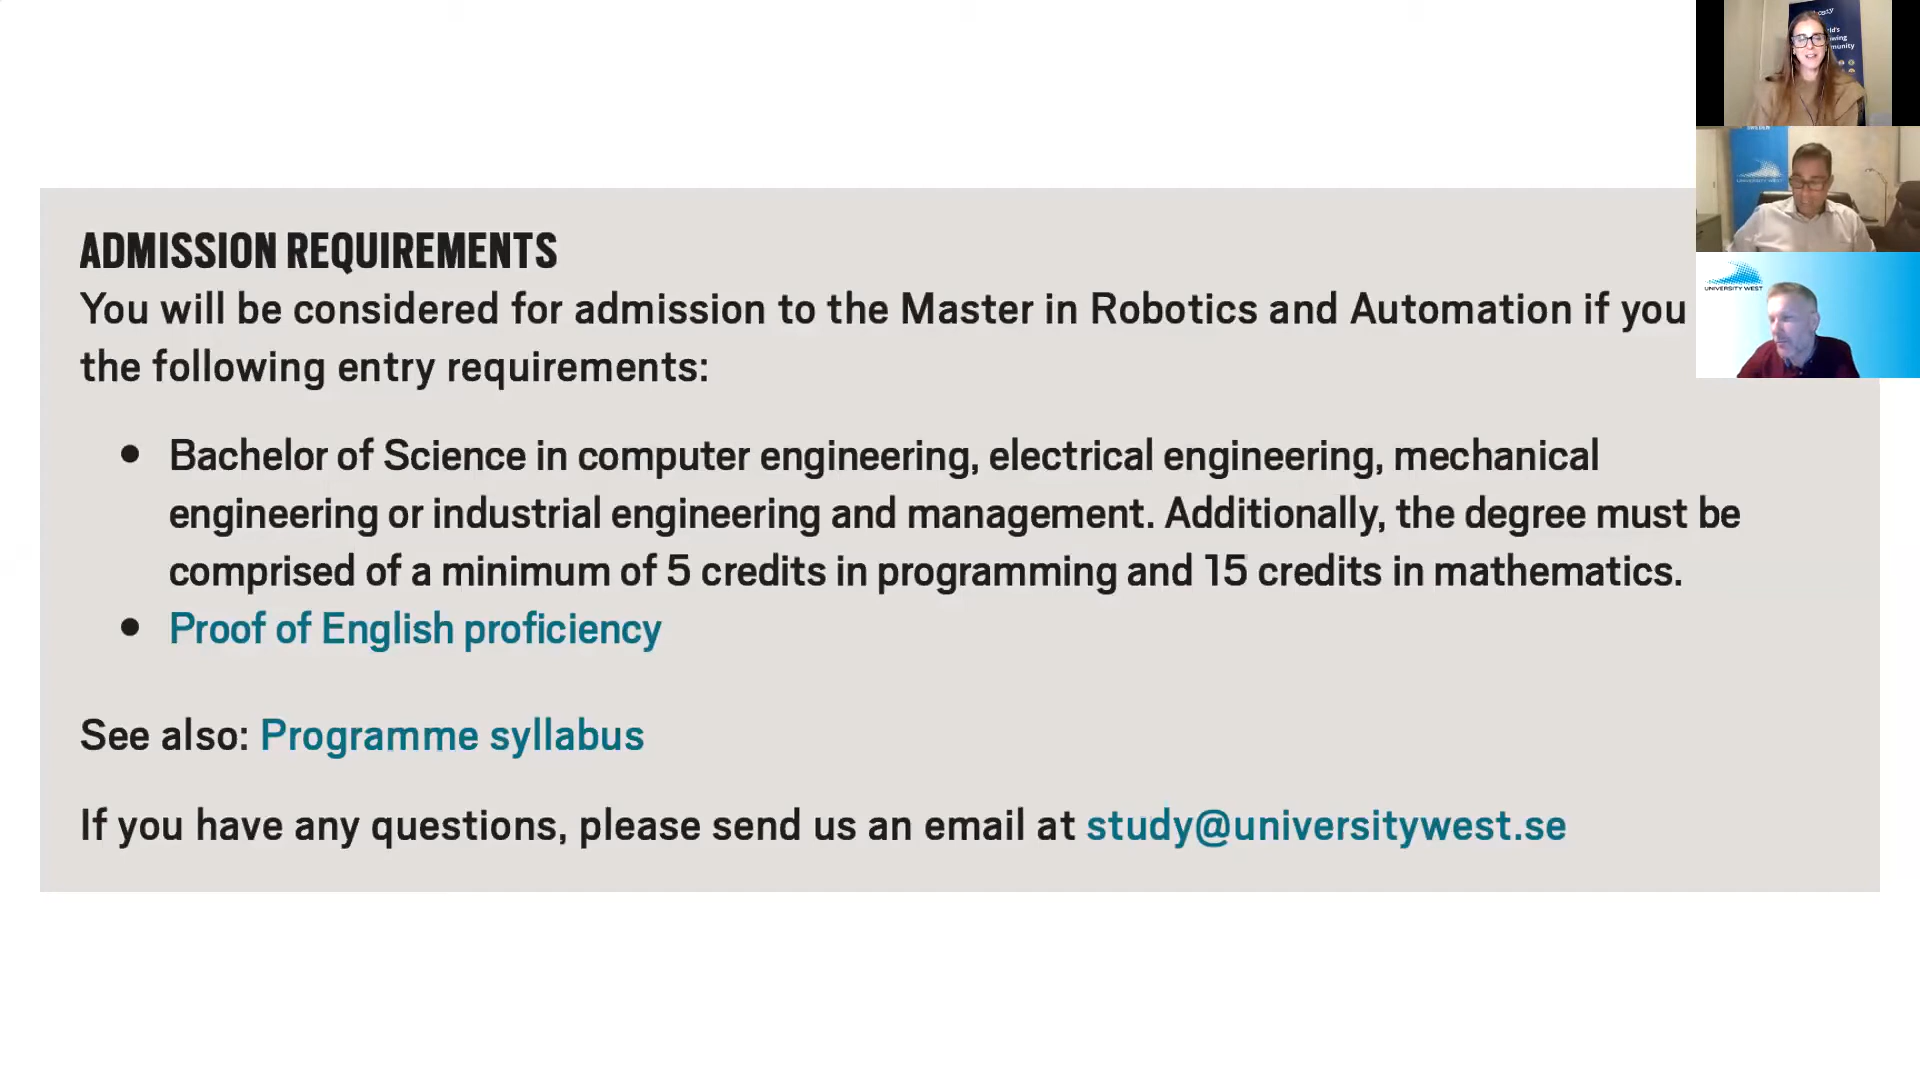 ADMISSION REQUIREMENTS
You will be considered for admission to the Master in Robotics and Automation if you
the following entry requirements:
• Bachelor of Science in computer engineering, electrical engineering, mechanical
engineering or industrial engineering and management. Additionally, the degree must be
comprised of a minimum of 5 credits in programming and 15 credits in mathematics.
• Proof of English proficiency
See also: Programme syllabus
If you have any questions, please send us an email at study@universitywest.se
UNIVERSITY WEST
UNIVERSITY WEST